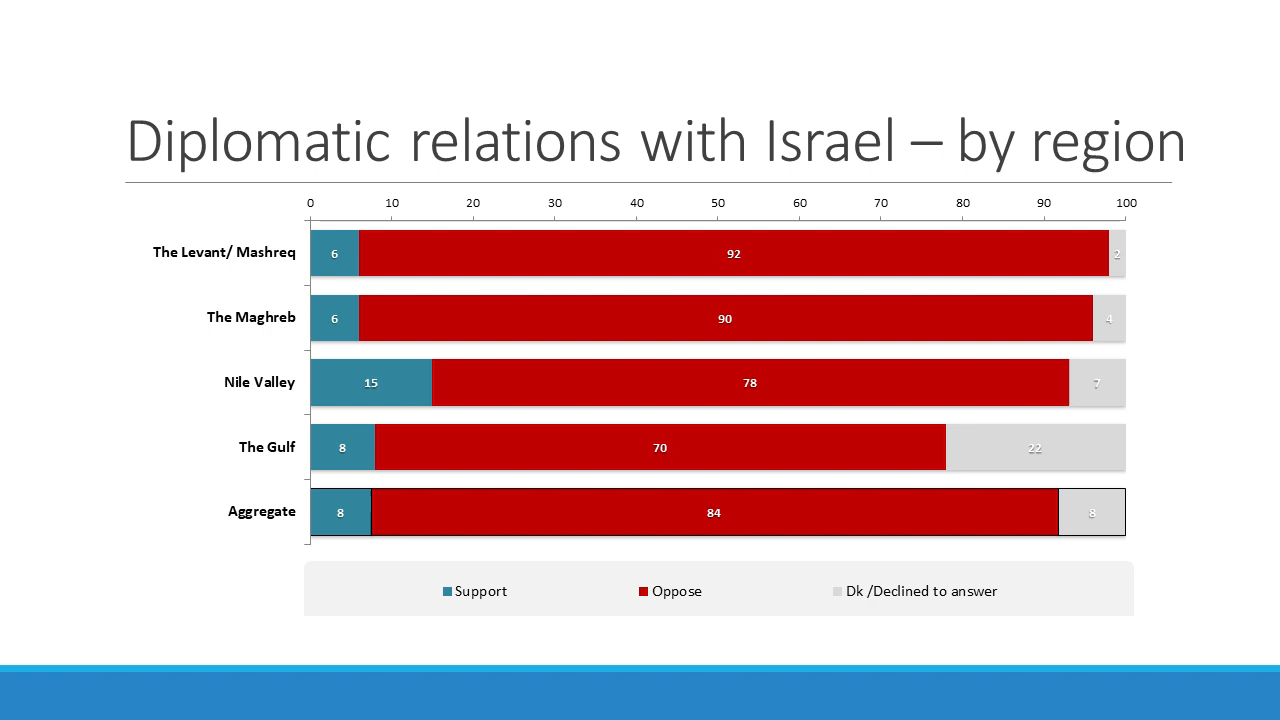 Diplomatic relations with Israel – by region
0 10 20 30 40 50 60 70 80 90 100
The Levant/ Mashreq 6 92 2
The Maghreb 6 90 4
Nile Valley 15 78 7
The Gulf 8 70 22
Aggregate 8 84 8
Support Oppose Dk /Declined to answer